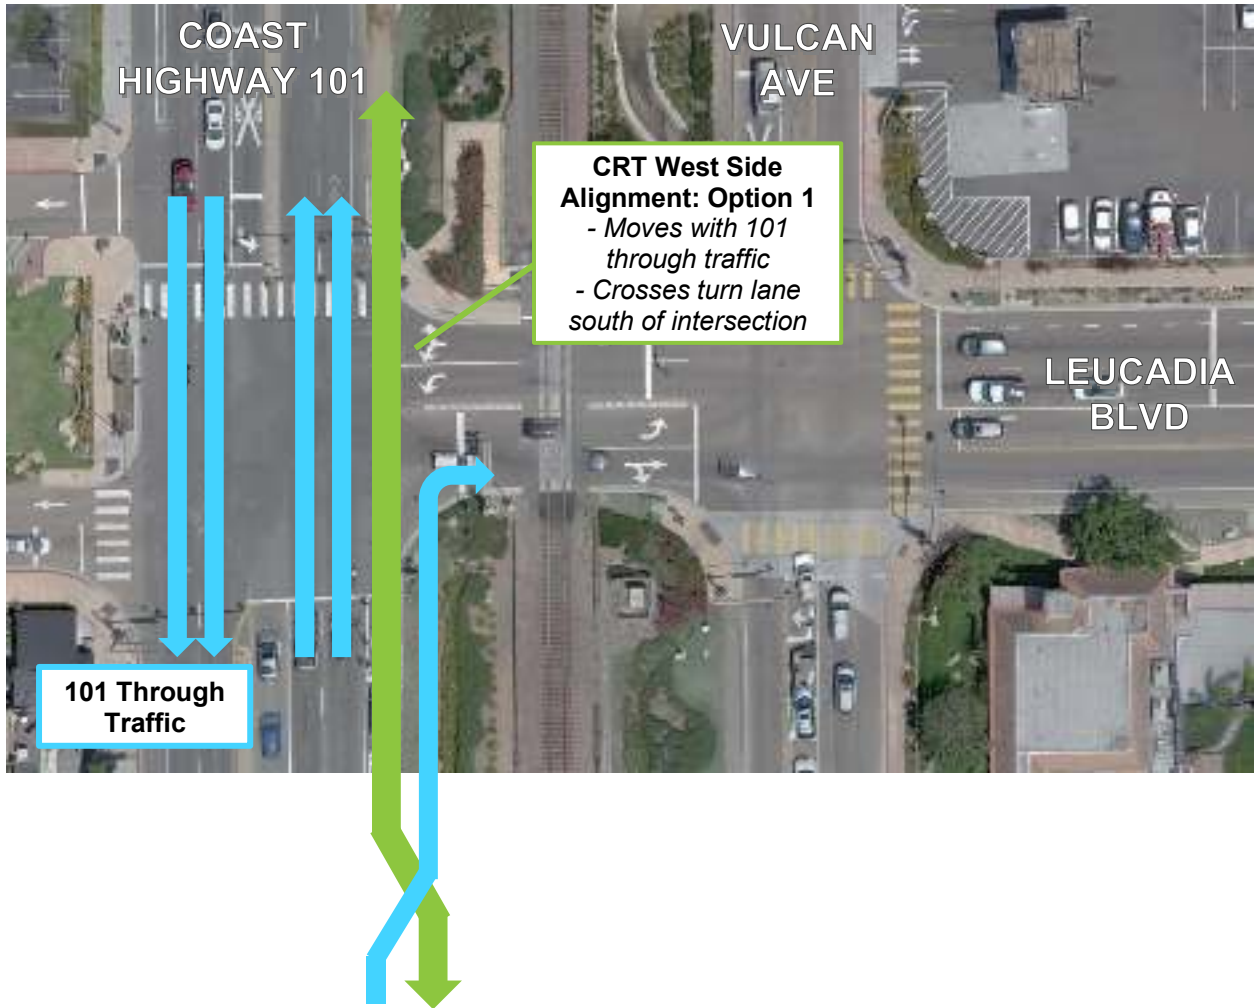 COAST
HIGHWAY 101
VULCAN
AVE
CRT West Side
Alignment: Option 1
- Moves with 101
through traffic
- Crosses turn lane
south of intersection
LEUCADIA
BLVD
101 Through
Traffic